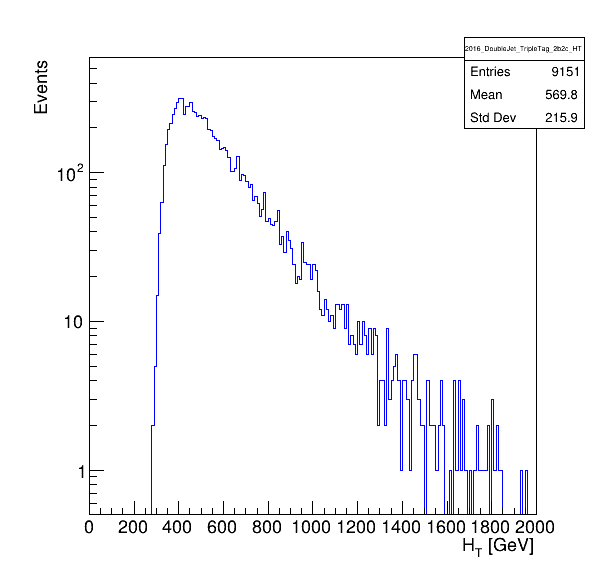 2016_DoubleJet_TripleTag_2b2c_HT
Entries 9151
Mean 569.8
Std Dev 215.9
Events
10²
10
1
0 200 400 600 800 1000 1200 1400 1600 1800 2000
H_T [GeV]